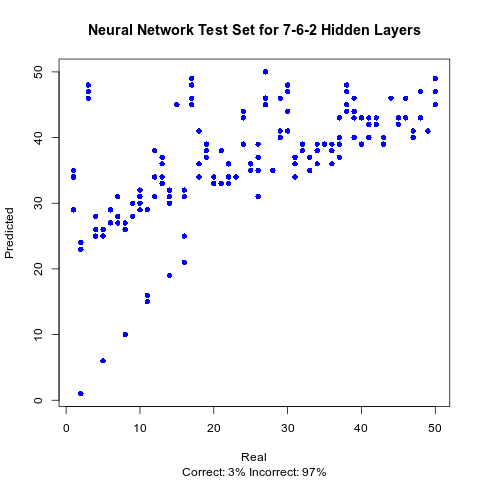 Neural Network Test Set for 7-6-2 Hidden Layers
50
40
30
20
10
0
Predicted
0 10 20 30 40 50
Real
Correct: 3% Incorrect: 97%